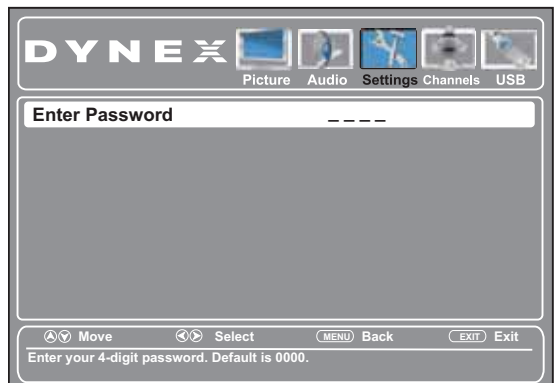 DYNEX
Picture Audio Settings Channels USB
Enter Password _ _ _ _
Move Select MENU Back EXIT Exit
Enter your 4-digit password. Default is 0000.